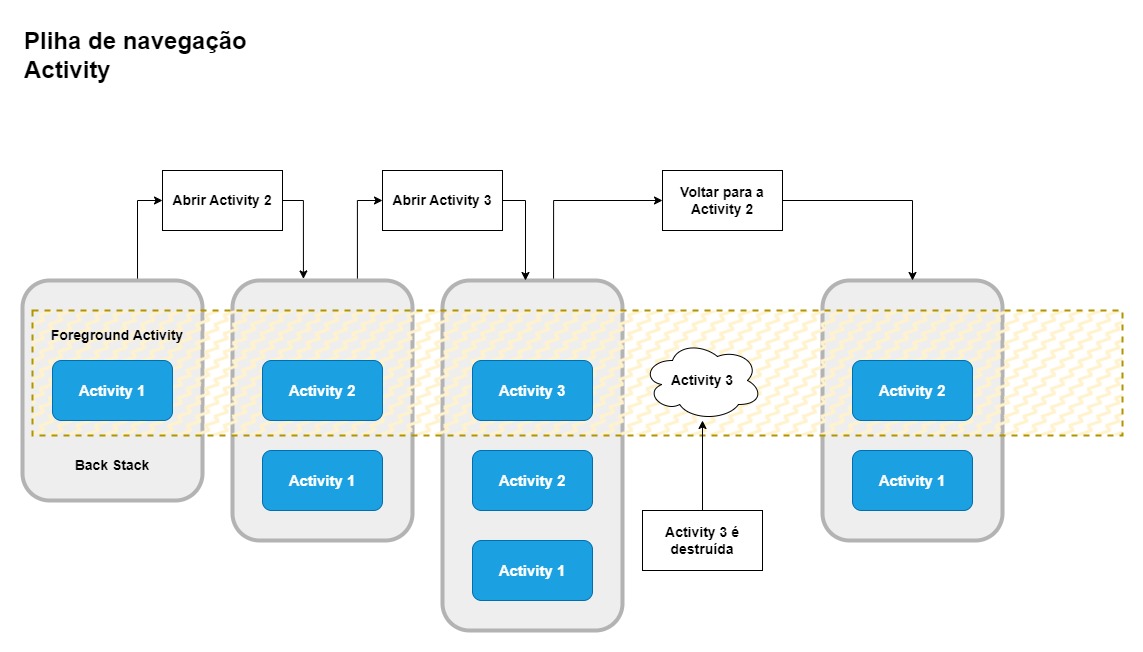 Pliha de navegação
Activity
Abrir Activity 2
Abrir Activity 3
Voltar para a
Activity 2
Foreground Activity
Activity 1
Activity 2
Activity 3
Activity 3
Activity 2
Back Stack
Activity 1
Activity 2
Activity 1
Activity 3 é
destruída
Activity 1